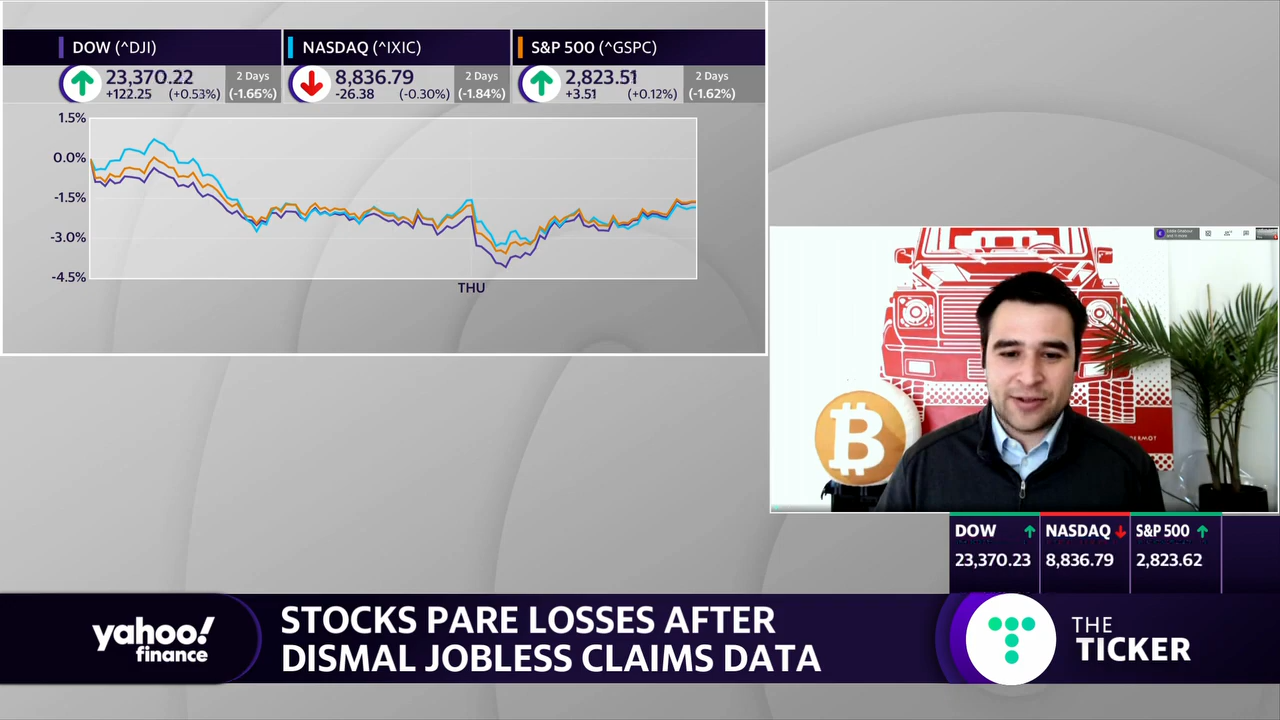 DOW (^DJI)
23,370.22
+122.25 (+0.53%)
2 Days
(-1.66%)
NASDAQ (^IXIC)
8,836.79
-26.38 (-0.30%)
2 Days
(-1.84%)
S&P 500 (^GSPC)
2,823.51
+3.51 (+0.12%)
2 Days
(-1.62%)
1.5%
0.0%
-1.5%
-3.0%
-4.5%
THU
B
DERMOT
DOW
23,370.23
NASDAQ
8,836.79
S&P 500
2,823.62
yahoo!
finance
STOCKS PARE LOSSES AFTER
DISMAL JOBLESS CLAIMS DATA
THE
TICKER